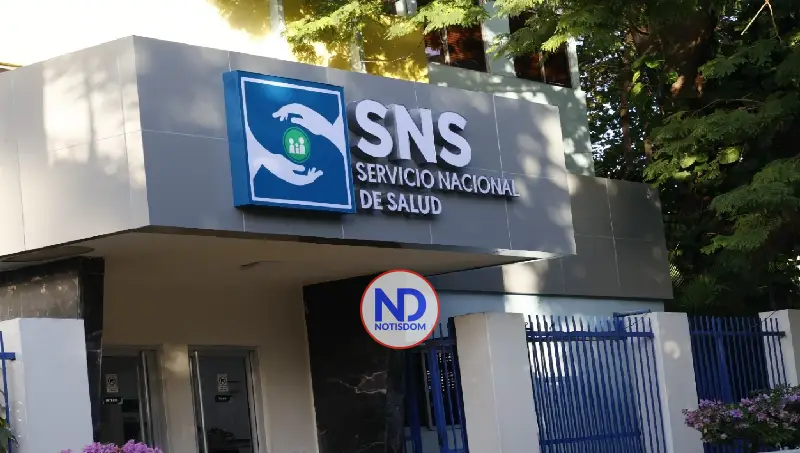 SNS
SERVICIO NACIONAL
DE SALUD
ND
NOTISDOM